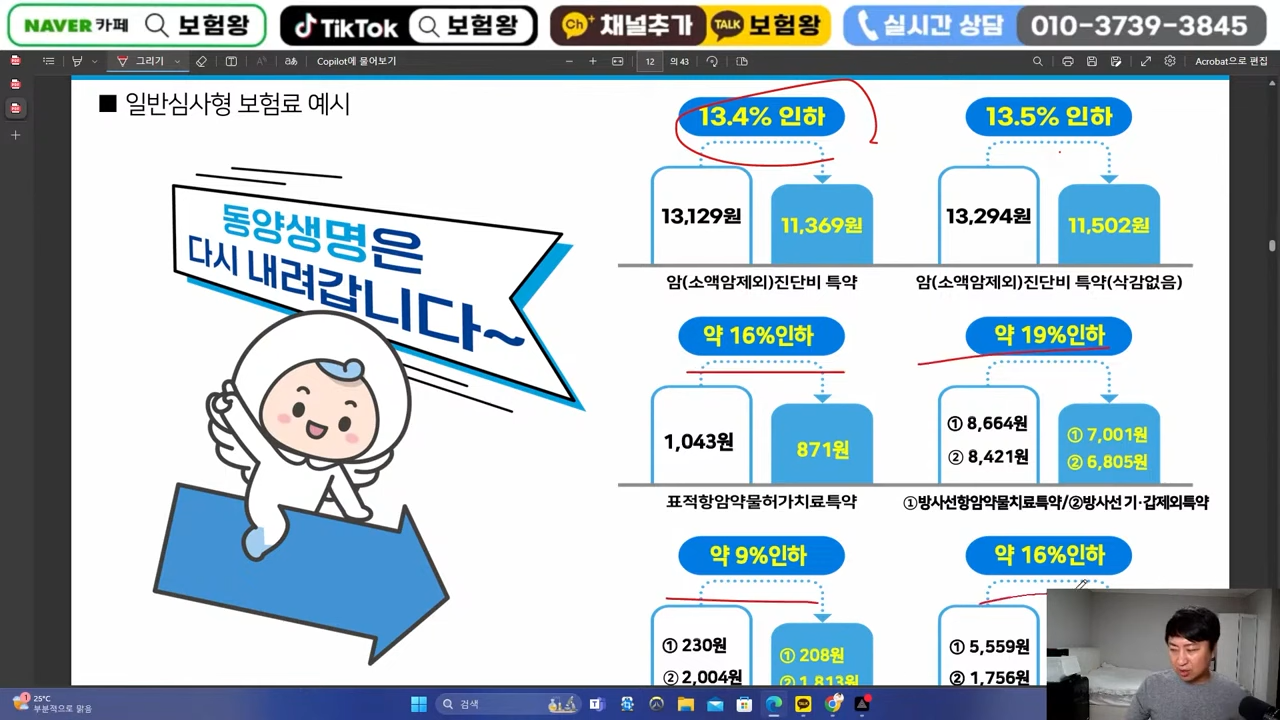 NAVER 카페 보험왕
TikTok 보험왕
Ch+ 채널추가 TALK 보험왕
실시간 상담 010-3739-3845
그리기
Copilot에 물어보기
12 의 43
Acrobat으로 편집
■ 일반심사형 보험료 예시
동양생명은
다시 내려갑니다~
13.4% 인하
13,129원
11,369원
암(소액암제외)진단비 특약
13.5% 인하
13,294원
11,502원
암(소액암제외)진단비 특약(삭감없음)
약 16%인하
1,043원
871원
표적항암약물허가치료특약
약 19%인하
① 8,664원
② 8,421원
① 7,001원
② 6,805원
①방사선항암약물치료특약/②방사선 기·갑제외특약
약 9%인하
① 230원
② 2,004원
① 208원
② 1,813원
약 16%인하
① 5,559원
② 1,756원
25°C
부분적으로 맑음
검색